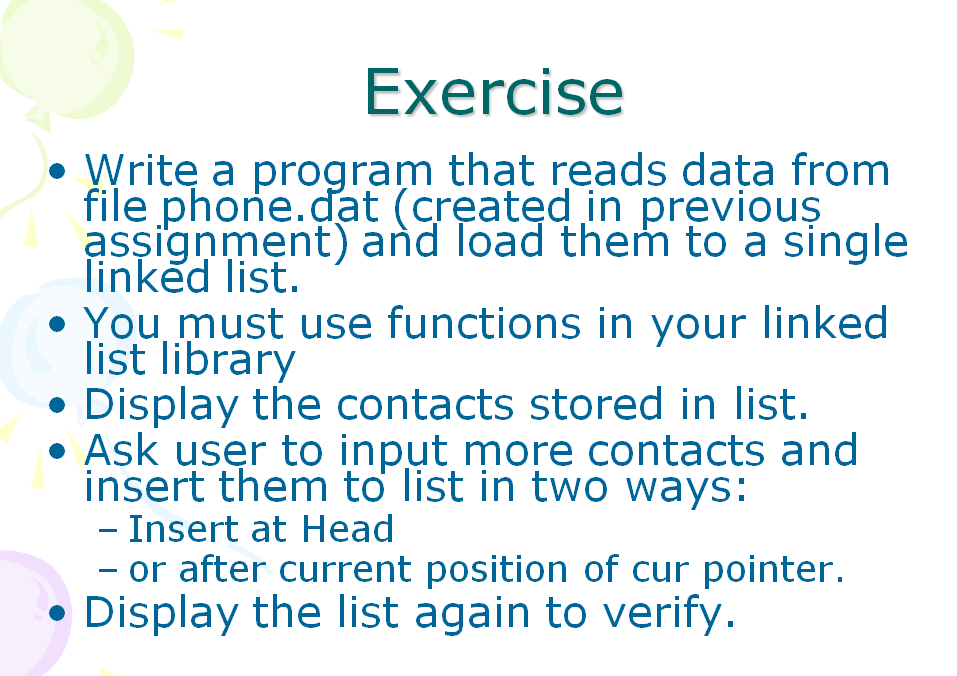 Exercise
• Write a program that reads data from
file phone.dat (created in previous
assignment) and load them to a single
linked list.
• You must use functions in your linked
list library
• Display the contacts stored in list.
• Ask user to input more contacts and
insert them to list in two ways:
– Insert at Head
– or after current position of cur pointer.
• Display the list again to verify.